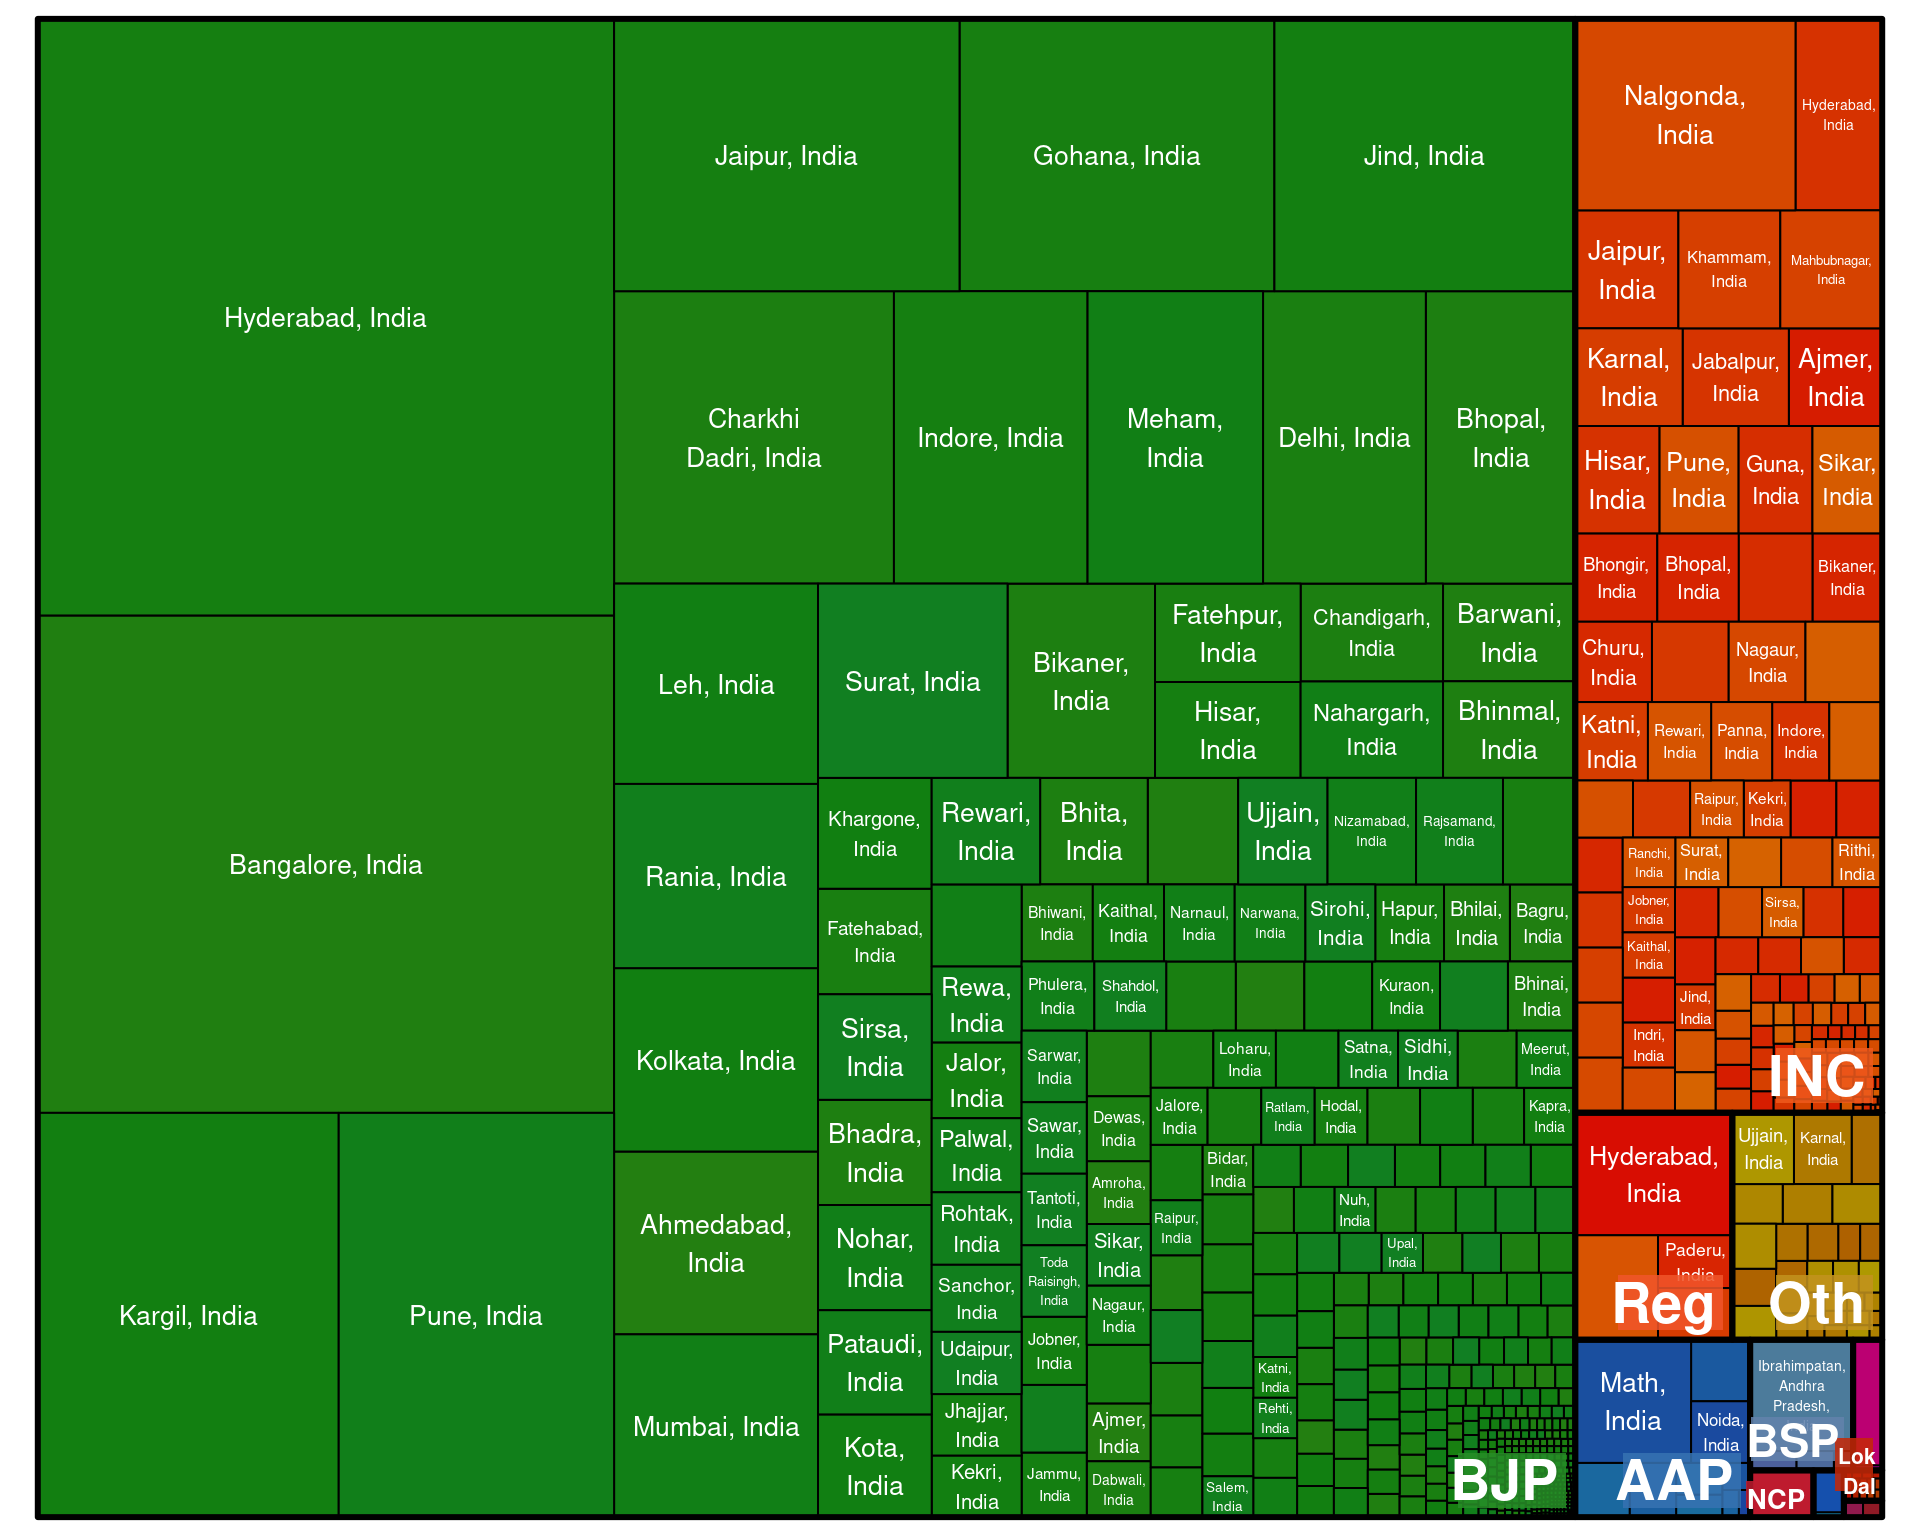 Hyderabad, India
Bangalore, India
Kargil, India
Pune, India
Jaipur, India
Gohana, India
Jind, India
Charkhi
Dadri, India
Indore, India
Meham,
India
Delhi, India
Bhopal,
India
Leh, India
Rania, India
Kolkata, India
Ahmedabad,
India
Mumbai, India
Surat, India
Bikaner,
India
Fatehpur,
India
Chandigarh,
India
Barwani,
India
Hisar,
India
Nahargarh,
India
Bhinmal,
India
Khargone,
India
Fatehabad,
India
Sirsa,
India
Bhadra,
India
Nohar,
India
Pataudi,
India
Kota,
India
Rewari,
India
Bhita,
India
Ujjain,
India
Nizamabad,
India
Rajsamand,
India
Rewa,
India
Jalor,
India
Palwal,
India
Rohtak,
India
Sanchor,
India
Udaipur,
India
Jhajjar,
India
Kekri,
India
Bhiwani,
India
Kaithal,
India
Narnaul,
India
Narwana,
India
Sirohi,
India
Hapur,
India
Bhilai,
India
Bagru,
India
Phulera,
India
Shahdol,
India
Kuraon,
India
Bhinai,
India
Sarwar,
India
Sawar,
India
Tantoti,
India
Toda
Raisingh,
India
Jobner,
India
Jammu,
India
Dewas,
India
Amroha,
India
Sikar,
India
Nagaur,
India
Ajmer,
India
Dabwali,
India
Loharu,
India
Satna,
India
Sidhi,
India
Meerut,
India
Jalore,
India
Ratlam,
India
Hodal,
India
Kapra,
India
Raipur,
India
Bidar,
India
Nuh,
India
Upal,
India
Katni,
India
Rehti,
India
Salem,
India
BJP
Nalgonda,
India
Hyderabad,
India
Jaipur,
India
Khammam,
India
Mahbubnagar,
India
Karnal,
India
Jabalpur,
India
Ajmer,
India
Hisar,
India
Pune,
India
Guna,
India
Sikar,
India
Bhongir,
India
Bhopal,
India
Bikaner,
India
Churu,
India
Nagaur,
India
Katni,
India
Rewari,
India
Panna,
India
Indore,
India
Raipur,
India
Kekri,
India
Ranchi,
India
Surat,
India
Rithi,
India
Jobner,
India
Sirsa,
India
Kaithal,
India
Jind,
India
Indri,
India
INC
Hyderabad,
India
Paderu,
India
Reg
Ujjain,
India
Karnal,
India
Oth
Math,
India
Noida,
India
AAP
Ibrahimpatan,
Andhra
Pradesh,
BSP
NCP
Lok
Dal